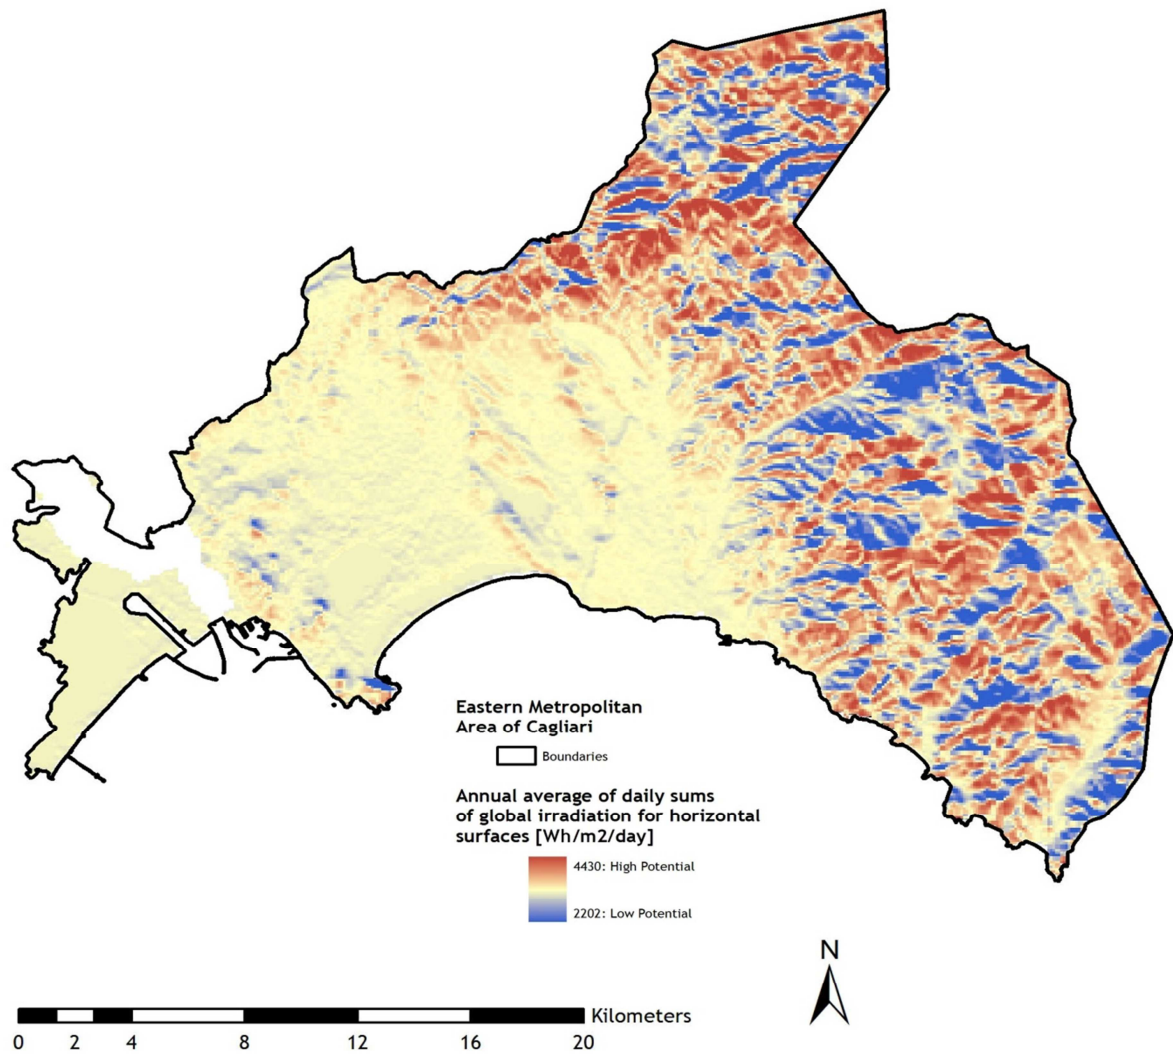 Eastern Metropolitan
Area of Cagliari
Boundaries
Annual average of daily sums
of global irradiation for horizontal
surfaces [Wh/m2/day]
4430: High Potential
2202: Low Potential
N
Kilometers
0 2 4 8 12 16 20